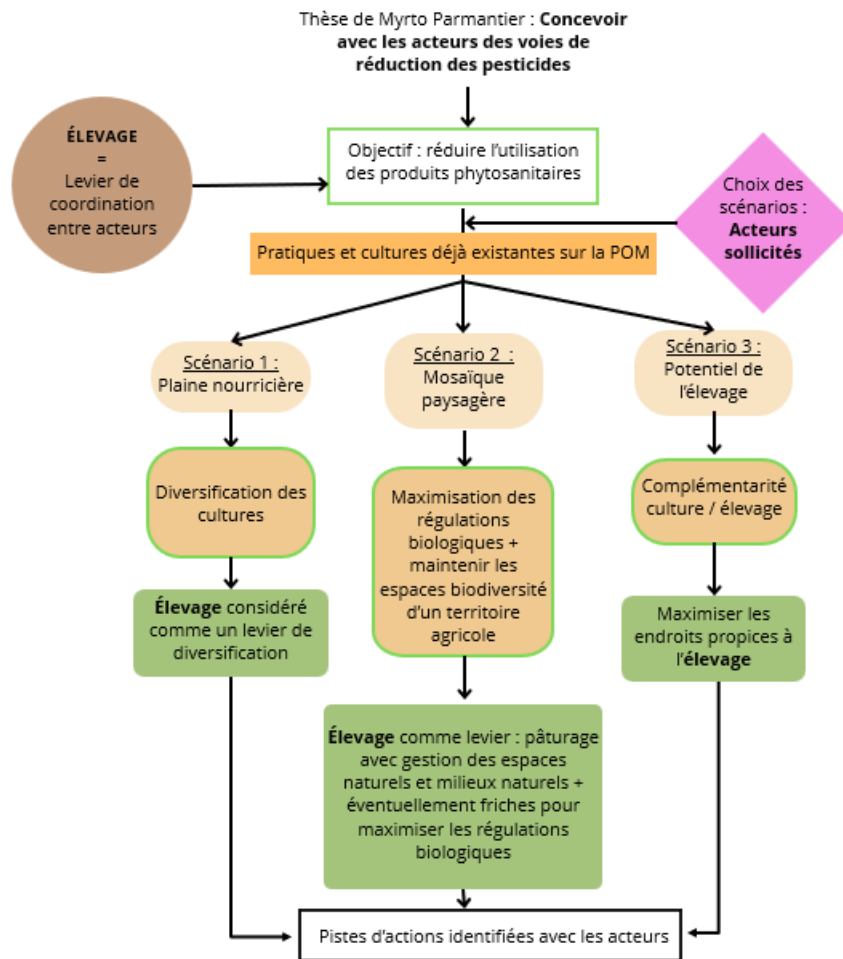 Thèse de Myrto Parmantier : Concevoir
avec les acteurs des voies de
réduction des pesticides
ÉLEVAGE
=
Levier de
coordination
entre acteurs
Objectif : réduire l'utilisation
des produits phytosanitaires
Choix des
scénarios :
Acteurs
sollicités
Pratiques et cultures déjà existantes sur la POM
Scénario 1 :
Plaine nourricière
Scénario 2 :
Mosaïque
paysagère
Scénario 3 :
Potentiel de
l'élevage
Diversification des
cultures
Maximisation des
régulations
biologiques +
maintenir les
espaces biodiversité
d'un territoire
agricole
Complémentarité
culture / élevage
Élevage considéré
comme un levier de
diversification
Élevage comme levier : pâturage
avec gestion des espaces
naturels et milieux naturels +
éventuellement friches pour
maximiser les régulations
biologiques
Maximiser les
endroits propices à
l'élevage
Pistes d'actions identifiées avec les acteurs